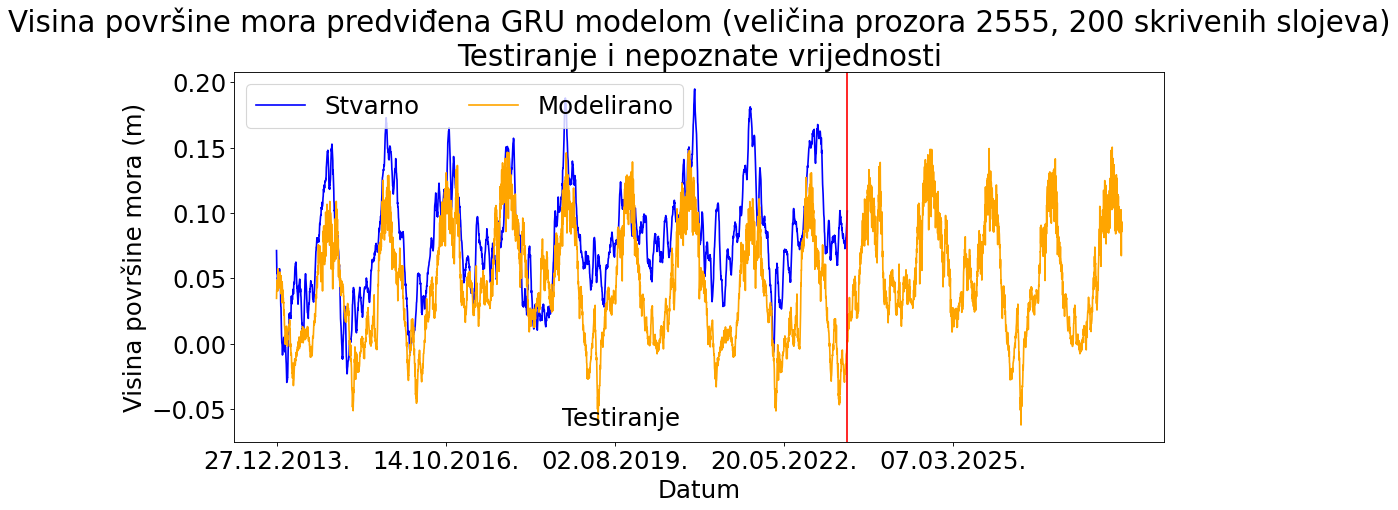 Visina površine mora predviđena GRU modelom (veličina prozora 2555, 200 skrivenih slojeva)
Testiranje i nepoznate vrijednosti
Stvarno
Modelirano
Visina površine mora (m)
0.20
0.15
0.10
0.05
0.00
−0.05
Testiranje
27.12.2013.
14.10.2016.
02.08.2019.
20.05.2022.
07.03.2025.
Datum